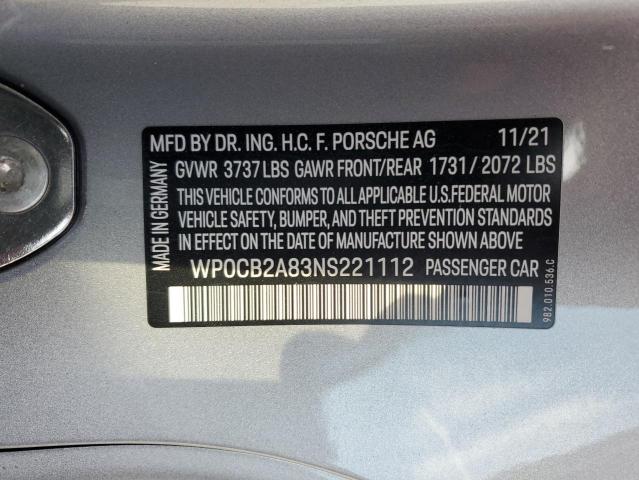 MFD BY DR. ING. H.C. F. PORSCHE AG 11/21
GVWR 3737 LBS GAWR FRONT/REAR 1731 / 2072 LBS
THIS VEHICLE CONFORMS TO ALL APPLICABLE U.S.FEDERAL MOTOR
VEHICLE SAFETY, BUMPER, AND THEFT PREVENTION STANDARDS
IN EFFECT ON THE DATE OF MANUFACTURE SHOWN ABOVE
WP0CB2A83NS221112 PASSENGER CAR
MADE IN GERMANY
982.010.536.C